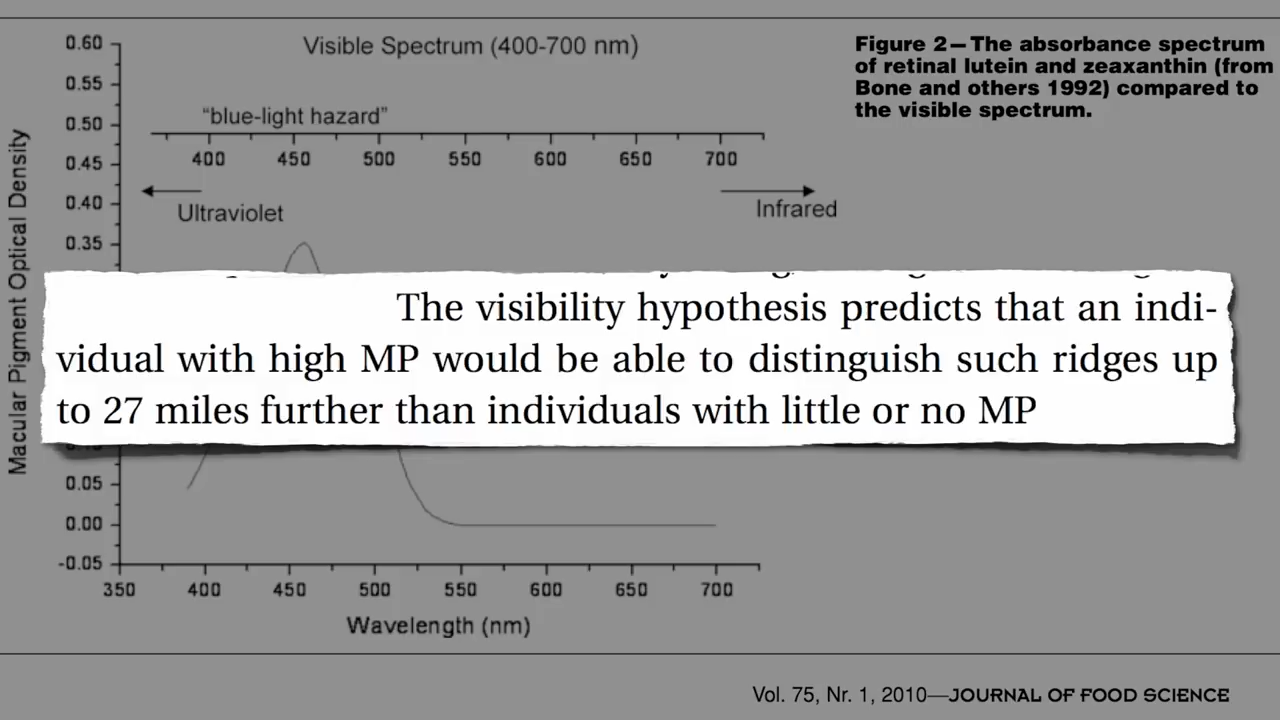 0.60
Visible Spectrum (400-700 nm)
Figure 2—The absorbance spectrum
of retinal lutein and zeaxanthin (from
Bone and others 1992) compared to
the visible spectrum.
0.55
"blue-light hazard"
0.50
400 450 500 550 600 650 700
0.45
0.40
Ultraviolet
Infrared
0.35
Macular Pigment Optical Density
The visibility hypothesis predicts that an indi-
vidual with high MP would be able to distinguish such ridges up
to 27 miles further than individuals with little or no MP
0.05
0.00
-0.05
350 400 450 500 550 600 650 700
Wavelength (nm)
Vol. 75, Nr. 1, 2010—JOURNAL OF FOOD SCIENCE